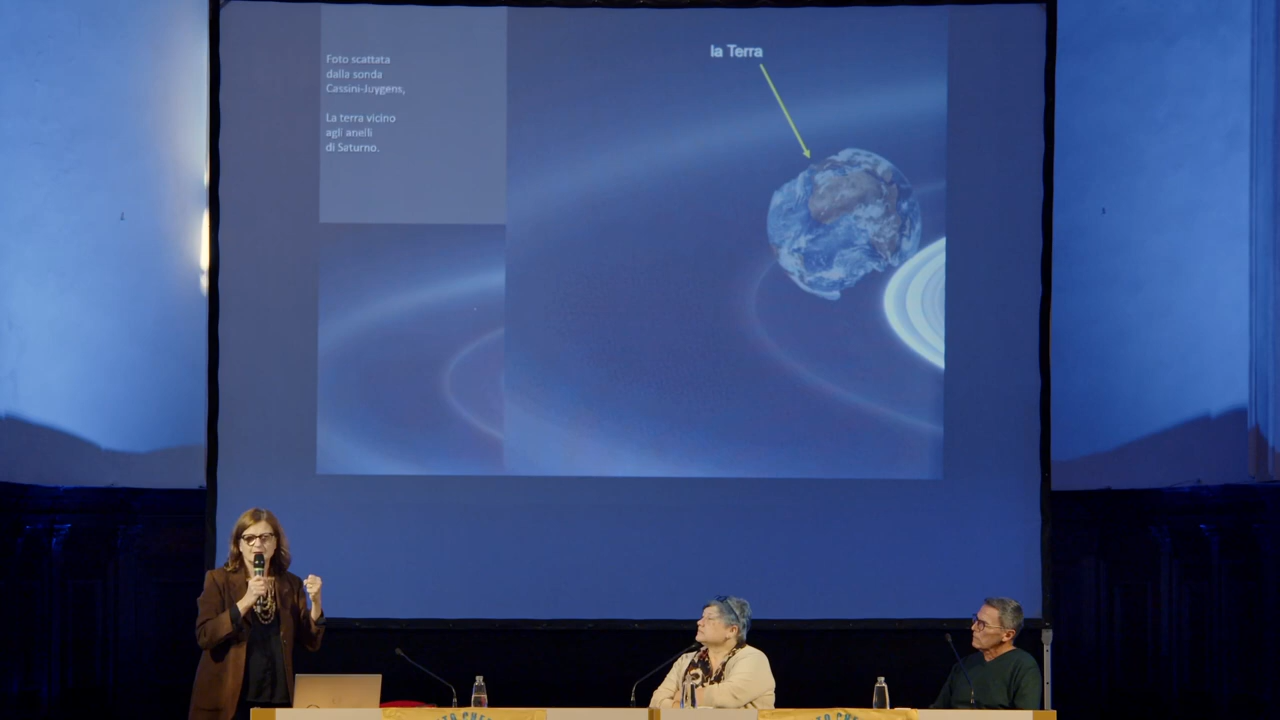 Foto scattata
dalla sonda
Cassini-Juygens,
La terra vicino
agli anelli
di Saturno.
la Terra